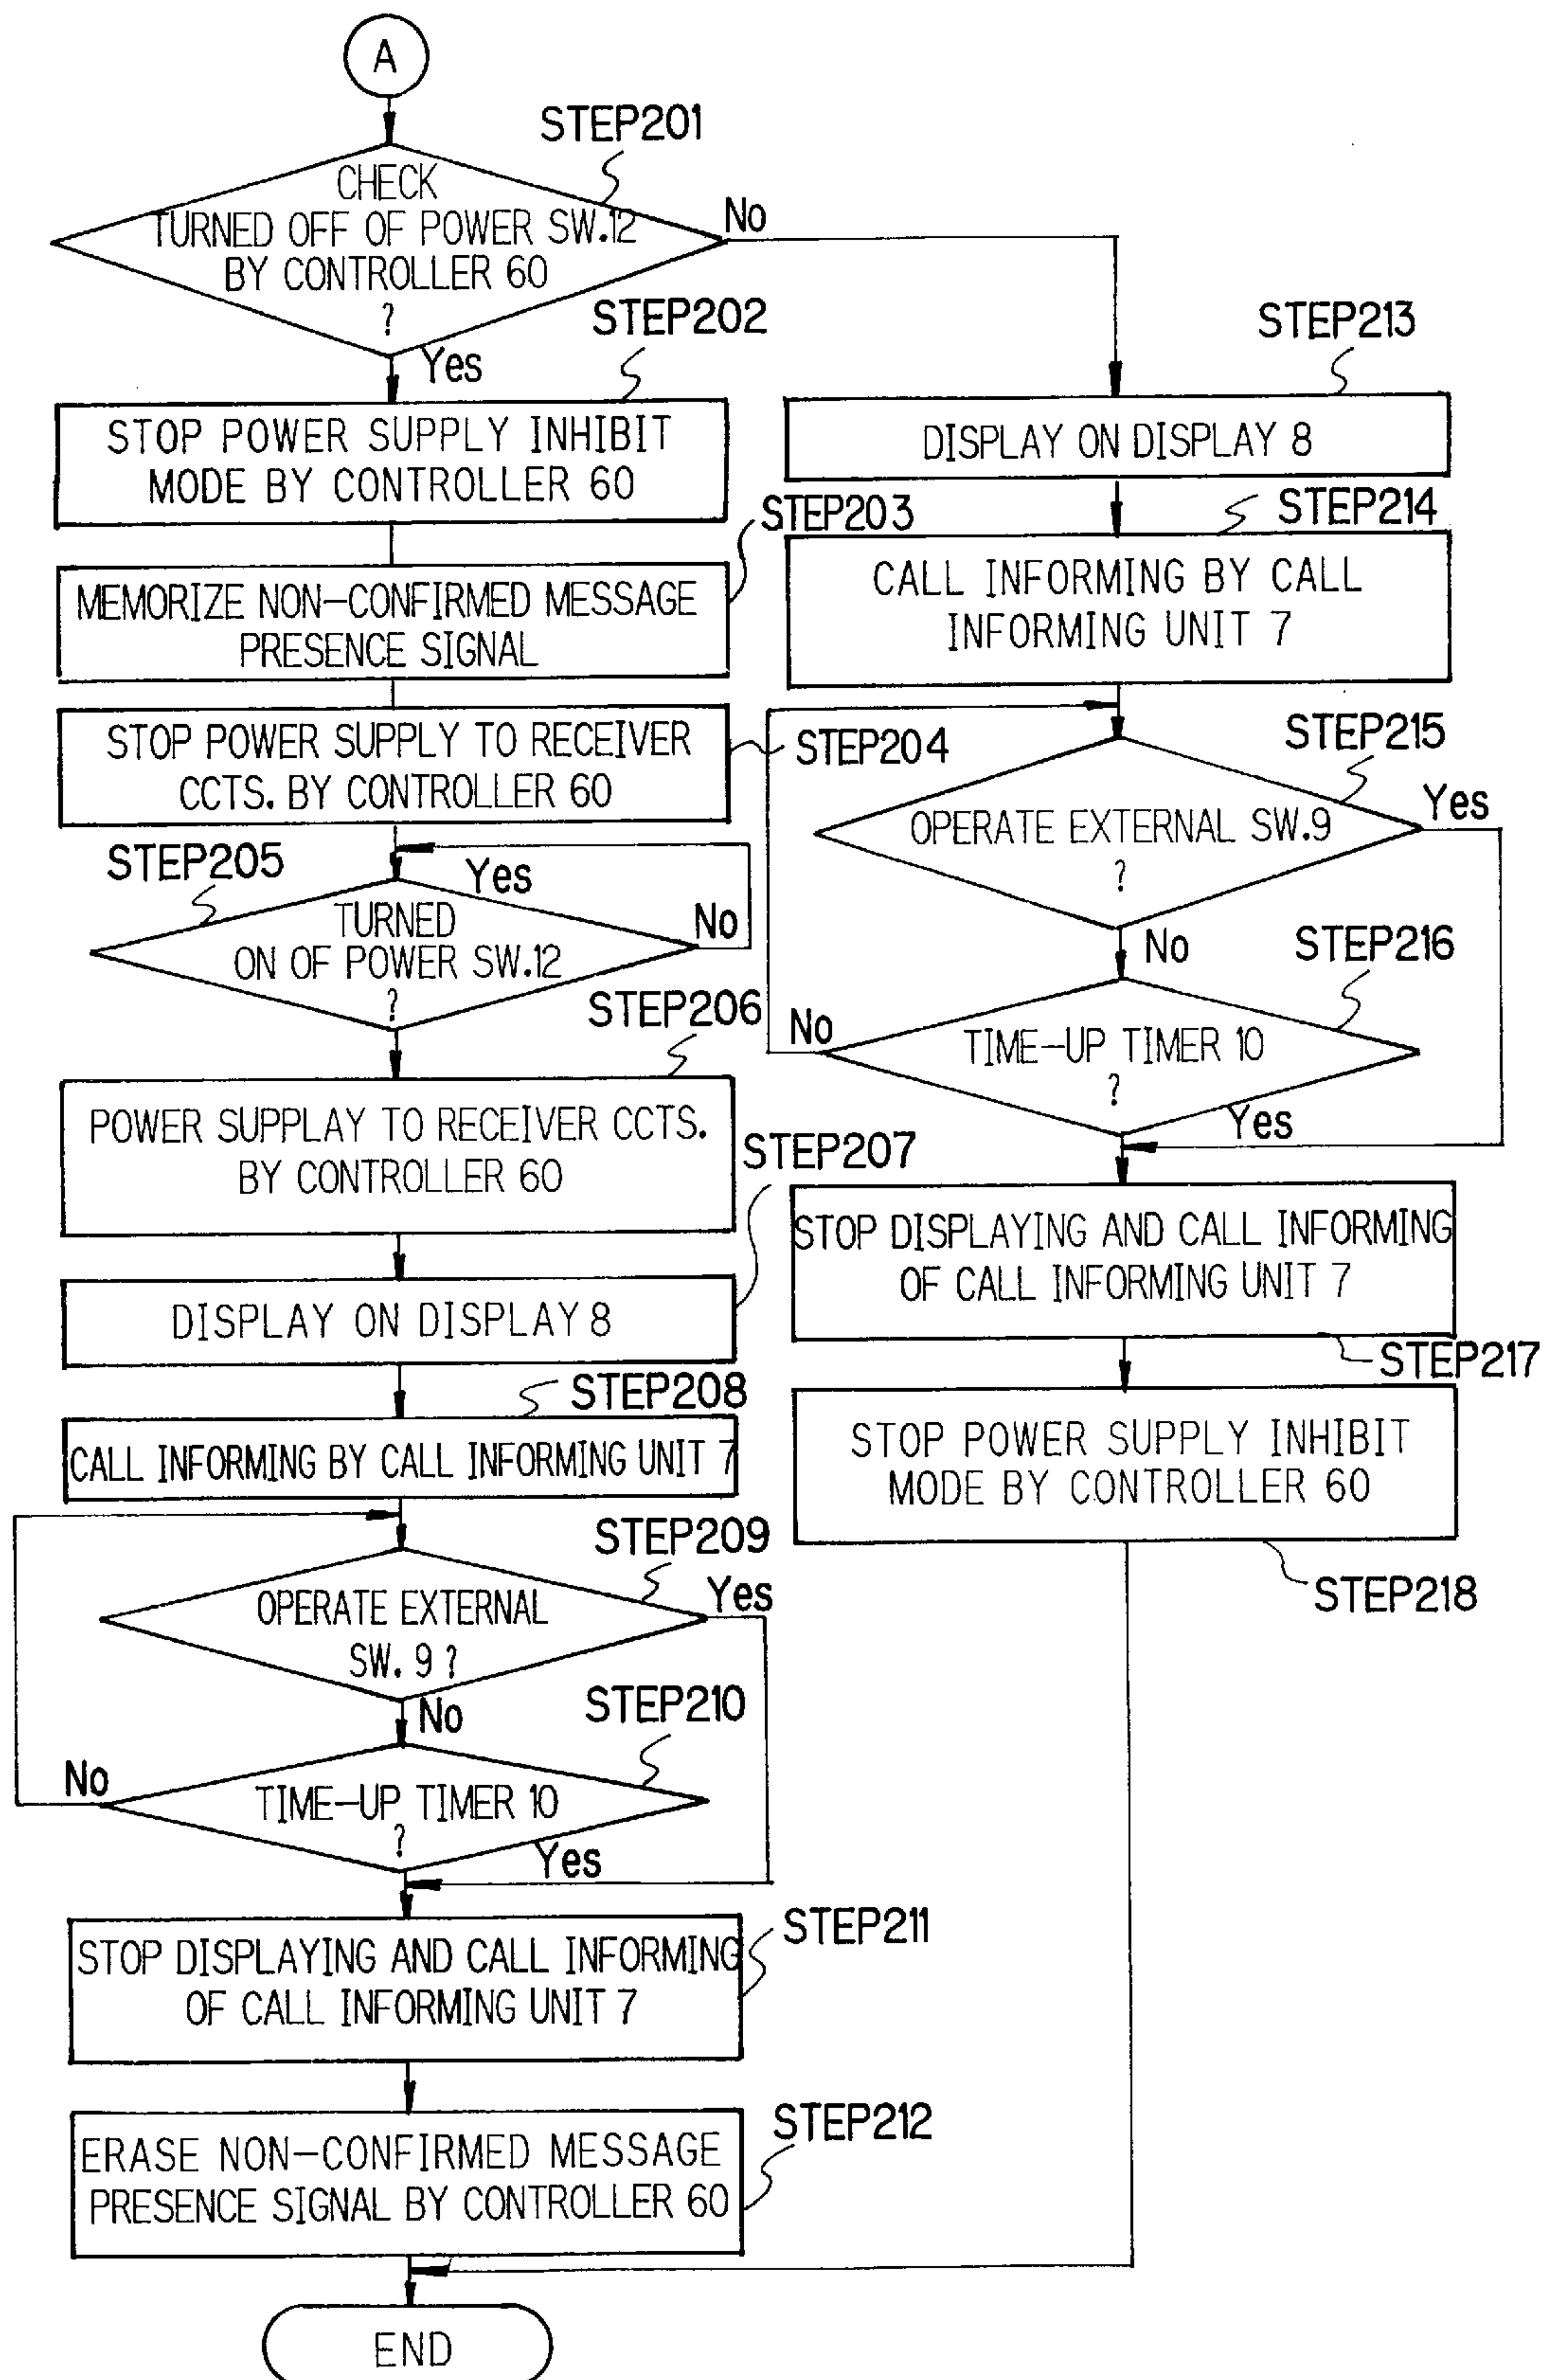 A
STEP201
CHECK
TURNED OFF OF POWER SW.12
BY CONTROLLER 60
?
No
Yes
STEP202
STOP POWER SUPPLY INHIBIT
MODE BY CONTROLLER 60
STEP203
MEMORIZE NON-CONFIRMED MESSAGE
PRESENCE SIGNAL
STOP POWER SUPPLY TO RECEIVER
CCTS. BY CONTROLLER 60
STEP204
STEP205
Yes
TURNED
ON OF POWER SW.12
?
No
STEP206
POWER SUPPLAY TO RECEIVER CCTS.
BY CONTROLLER 60
STEP207
DISPLAY ON DISPLAY 8
STEP208
CALL INFORMING BY CALL INFORMING UNIT 7
STEP209
OPERATE EXTERNAL
SW. 9 ?
Yes
No
STEP210
No
TIME-UP TIMER 10
?
Yes
STEP211
STOP DISPLAYING AND CALL INFORMING
OF CALL INFORMING UNIT 7
STEP212
ERASE NON-CONFIRMED MESSAGE
PRESENCE SIGNAL BY CONTROLLER 60
END
STEP213
DISPLAY ON DISPLAY 8
STEP214
CALL INFORMING BY CALL
INFORMING UNIT 7
STEP215
OPERATE EXTERNAL SW.9
?
Yes
No
STEP216
No
TIME-UP TIMER 10
?
Yes
STOP DISPLAYING AND CALL INFORMING
OF CALL INFORMING UNIT 7
STEP217
STOP POWER SUPPLY INHIBIT
MODE BY CONTROLLER 60
STEP218